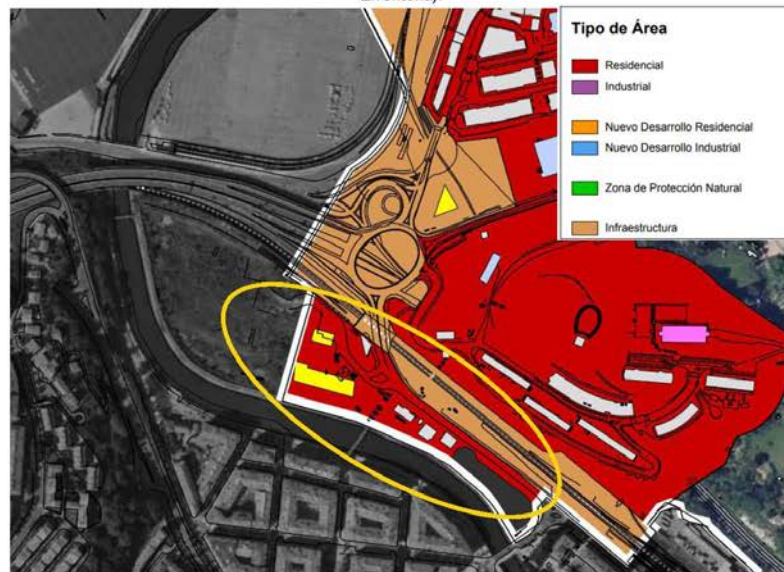 Tipo de Área
Residencial
Industrial
Nuevo Desarrollo Residencial
Nuevo Desarrollo Industrial
Zona de Protección Natural
Infraestructura